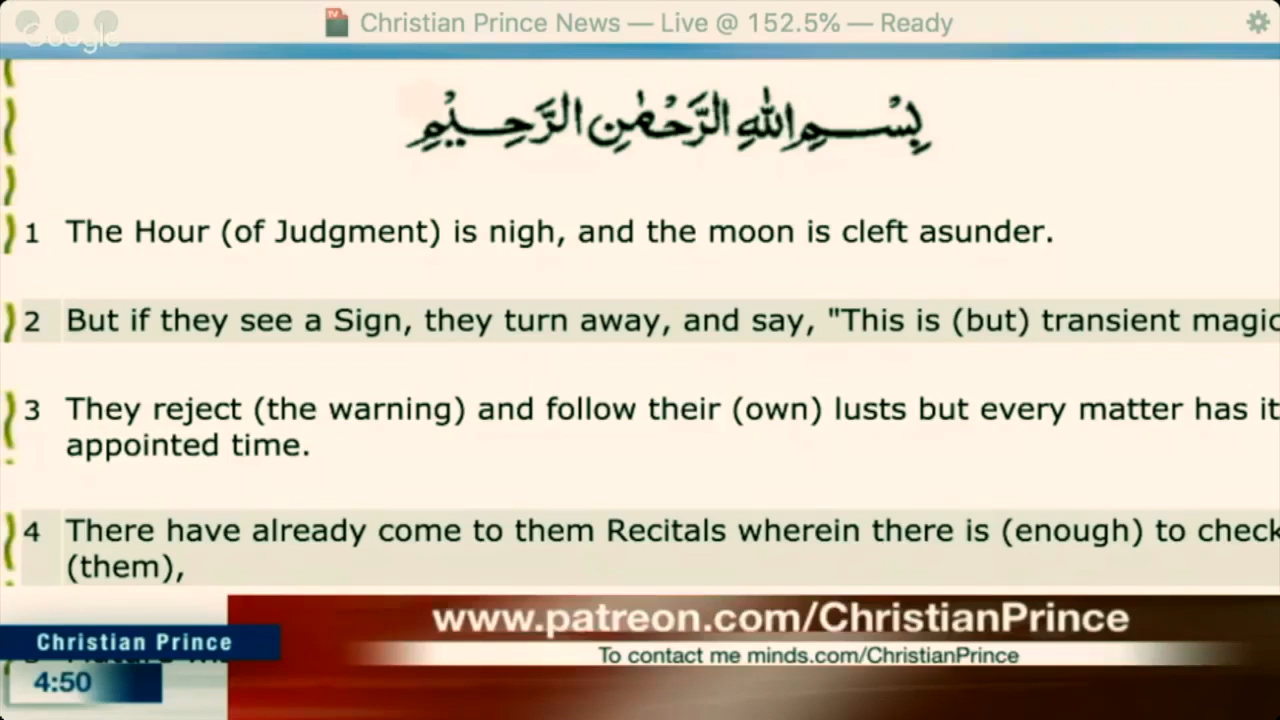 Christian Prince News — Live @ 152.5% — Ready
Google
بِسْمِ اللهِ الرَّحْمٰنِ الرَّحِيْمِ
1 The Hour (of Judgment) is nigh, and the moon is cleft asunder.
2 But if they see a Sign, they turn away, and say, "This is (but) transient magic
3 They reject (the warning) and follow their (own) lusts but every matter has it
appointed time.
4 There have already come to them Recitals wherein there is (enough) to check
(them),
www.patreon.com/ChristianPrince
Christian Prince
To contact me minds.com/ChristianPrince
4:50